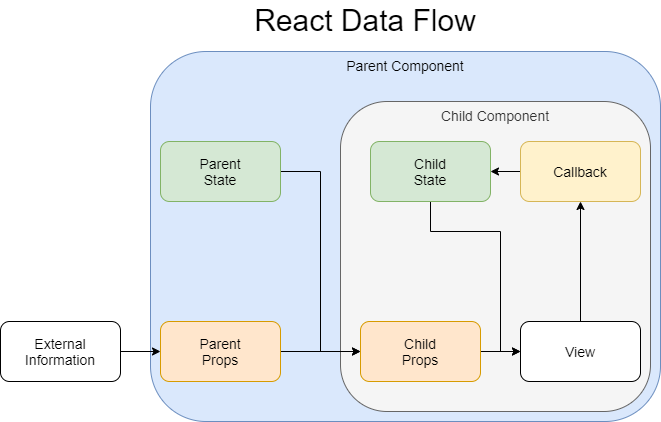 React Data Flow
Parent Component
Child Component
Parent
State
Child
State
Callback
External
Information
Parent
Props
Child
Props
View